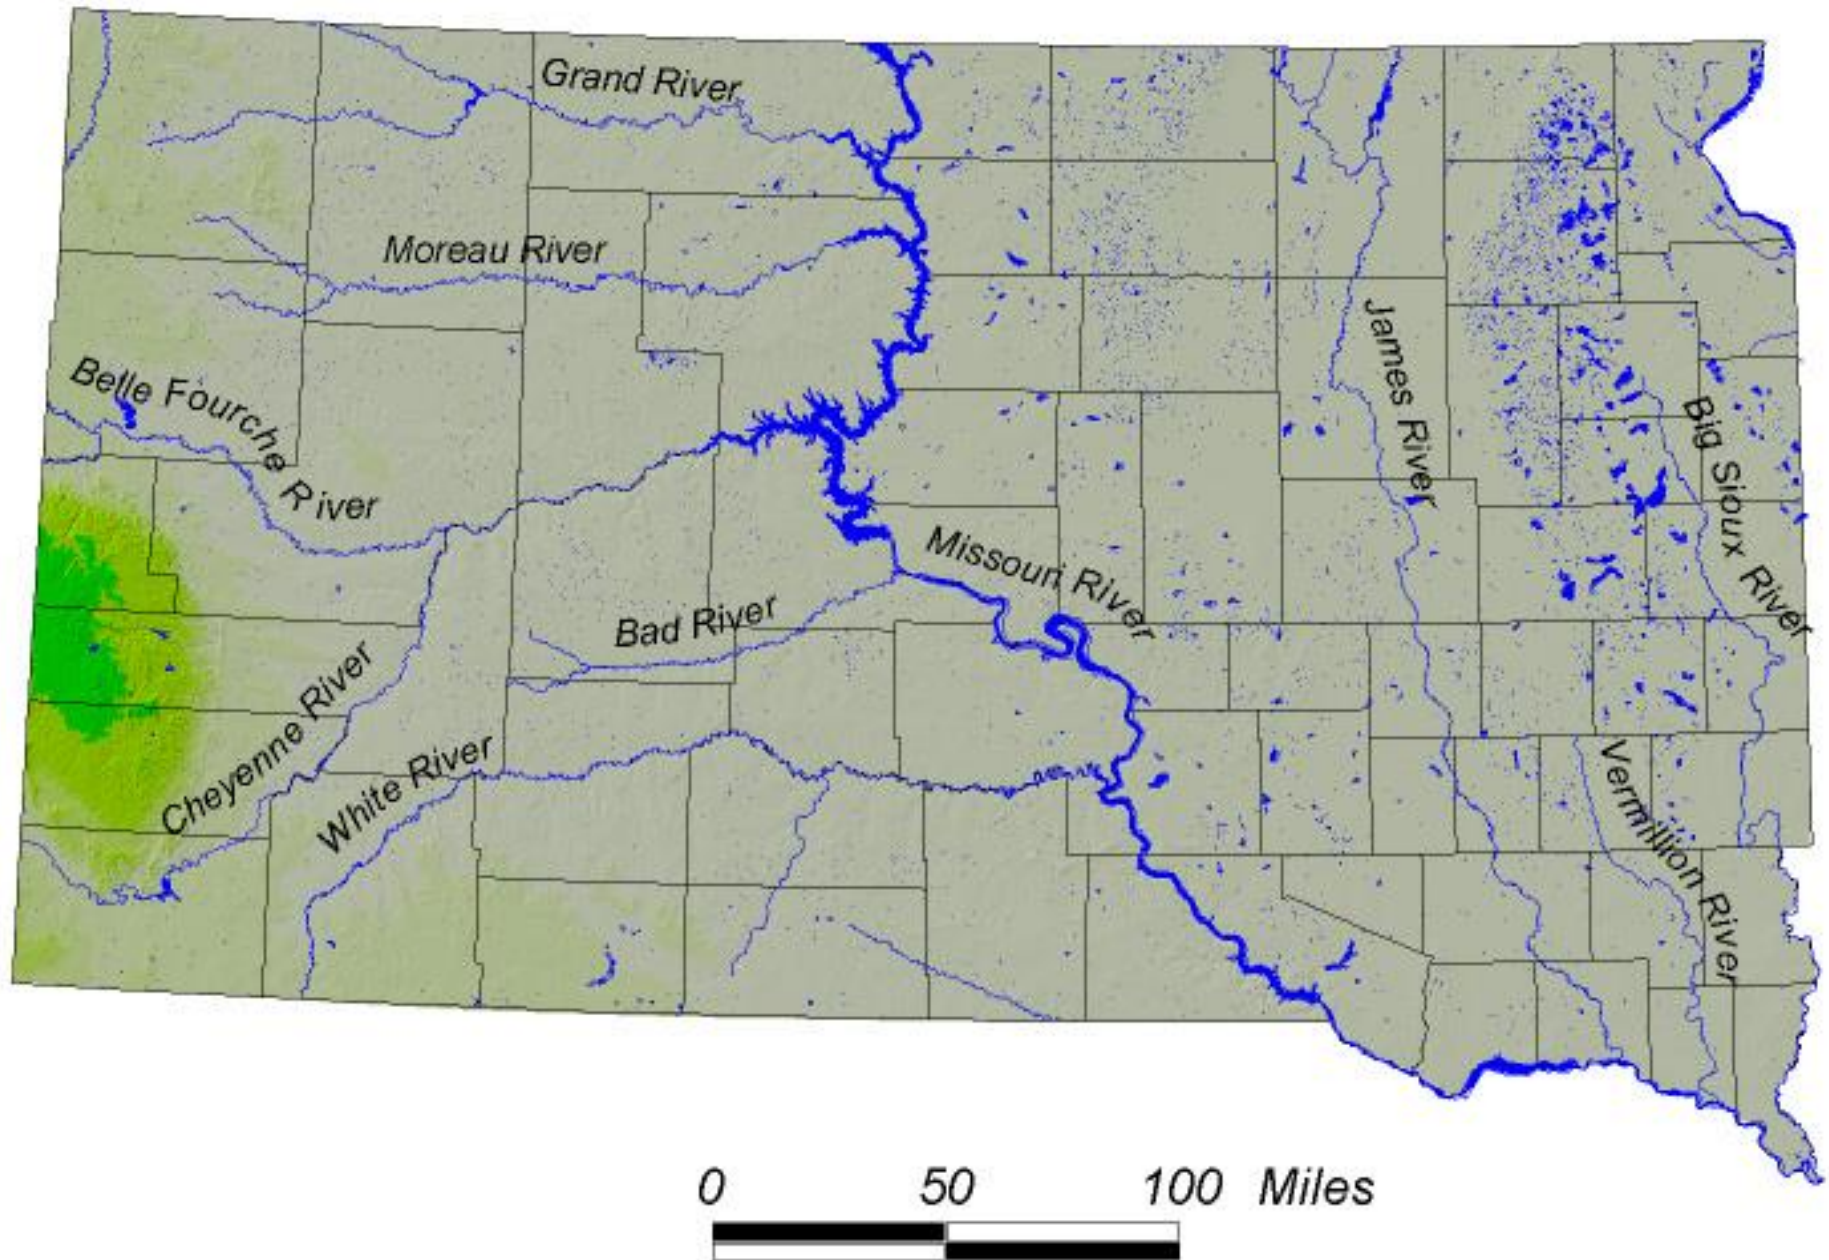 Grand River
Moreau River
James River
Belle Fourche River
Big Sioux River
Missouri River
Bad River
Cheyenne River
White River
Vermillion River
0 50 100 Miles